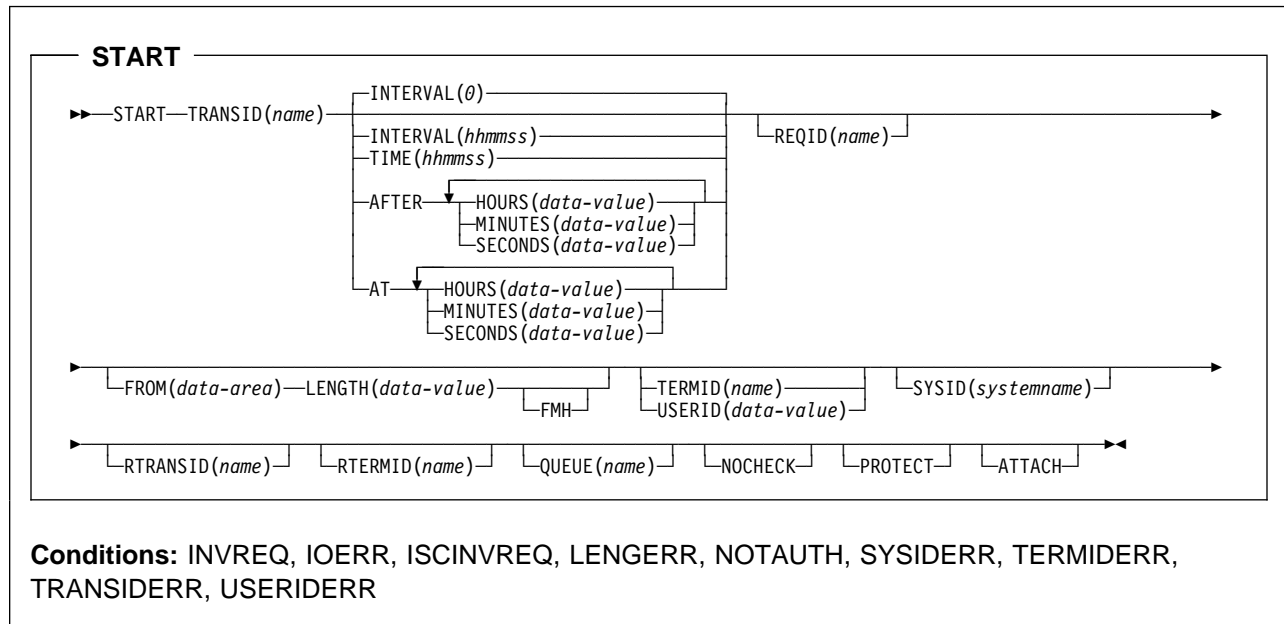 START
INTERVAL(0)
START TRANSID(name)
INTERVAL(hhmmss)
REQID(name)
TIME(hhmmss)
AFTER HOURS(data-value)
MINUTES(data-value)
SECONDS(data-value)
AT HOURS(data-value)
MINUTES(data-value)
SECONDS(data-value)
FROM(data-area) LENGTH(data-value) TERMID(name) SYSID(systemname)
FMH USERID(data-value)
RTRANSID(name) RTERMID(name) QUEUE(name) NOCHECK PROTECT ATTACH
Conditions: INVREQ, IOERR, ISCINVREQ, LENGERR, NOTAUTH, SYSIDERR, TERMIDERR,
TRANSIDERR, USERIDERR